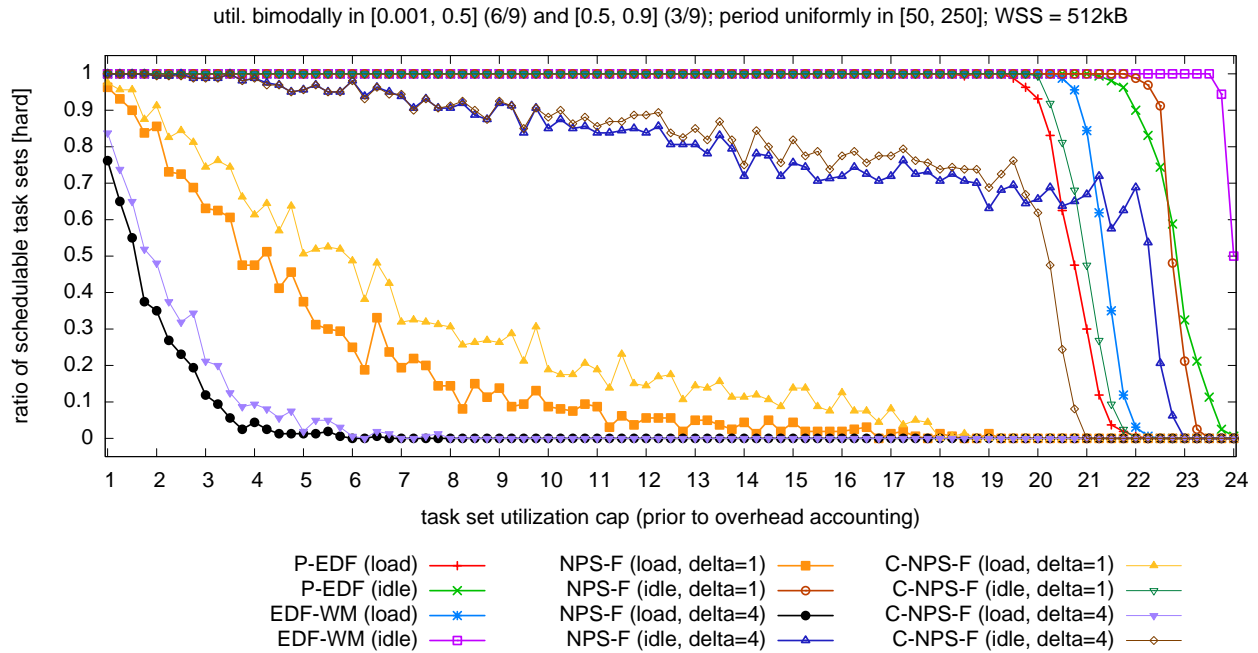 util. bimodally in [0.001, 0.5] (6/9) and [0.5, 0.9] (3/9); period uniformly in [50, 250]; WSS = 512kB
ratio of schedulable task sets [hard]
1
0.9
0.8
0.7
0.6
0.5
0.4
0.3
0.2
0.1
0
1 2 3 4 5 6 7 8 9 10 11 12 13 14 15 16 17 18 19 20 21 22 23 24
task set utilization cap (prior to overhead accounting)
P-EDF (load) NPS-F (load, delta=1) C-NPS-F (load, delta=1)
P-EDF (idle) NPS-F (idle, delta=1) C-NPS-F (idle, delta=1)
EDF-WM (load) NPS-F (load, delta=4) C-NPS-F (load, delta=4)
EDF-WM (idle) NPS-F (idle, delta=4) C-NPS-F (idle, delta=4)